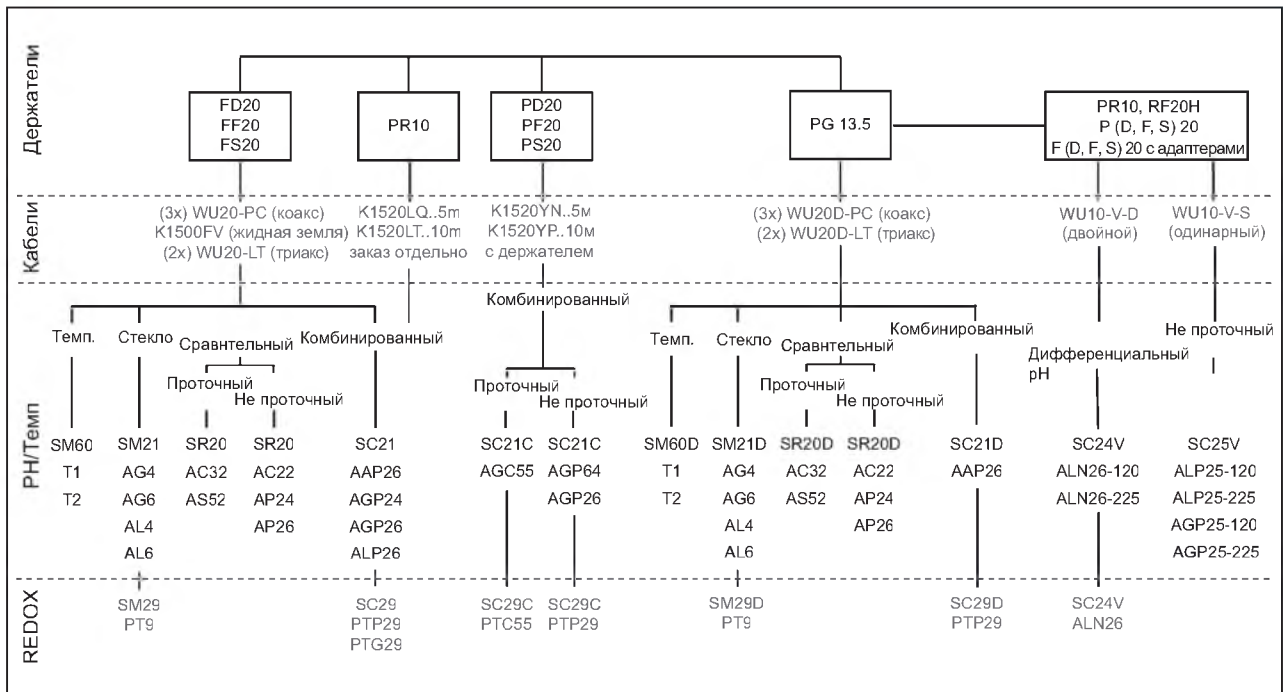 Держатели
FD20
FF20
FS20
PR10
PD20
PF20
PS20
PG 13.5
PR10, RF20H
P (D, F, S) 20
F (D, F, S) 20 с адаптерами
Кабели
(3x) WU20-PC (коакс)
K1500FV (жидная земля)
(2x) WU20-LT (триакс)
K1520LQ..5m
K1520LT..10m
заказ отдельно
K1520YN..5м
K1520YP..10м
с держателем
(3x) WU20D-PC (коакс)
(2x) WU20D-LT (триакс)
WU10-V-D
(двойной)
WU10-V-S
(одинарный)
PH/Темп
Темп.
Стекло
Сравнтельный
Проточный
Не проточный
Комбинированный
Комбинированный
Проточный
Не проточный
Темп.
Стекло
Сравнтельный
Проточный
Не проточный
Комбинированный
Дифференциальный
pH
Не проточный
SM60
T1
T2
SM21
AG4
AG6
AL4
AL6
SR20
AC32
AS52
SR20
AC22
AP24
AP26
SC21
AAP26
AGP24
AGP26
ALP26
SC21C
AGC55
SC21C
AGP64
AGP26
SM60D
T1
T2
SM21D
AG4
AG6
AL4
AL6
SR20D
AC32
AS52
SR20D
AC22
AP24
AP26
SC21D
AAP26
SC24V
ALN26-120
ALN26-225
SC25V
ALP25-120
ALP25-225
AGP25-120
AGP25-225
REDOX
SM29
PT9
SC29
PTP29
PTG29
SC29C
PTC55
SC29C
PTP29
SM29D
PT9
SC29D
PTP29
SC24V
ALN26